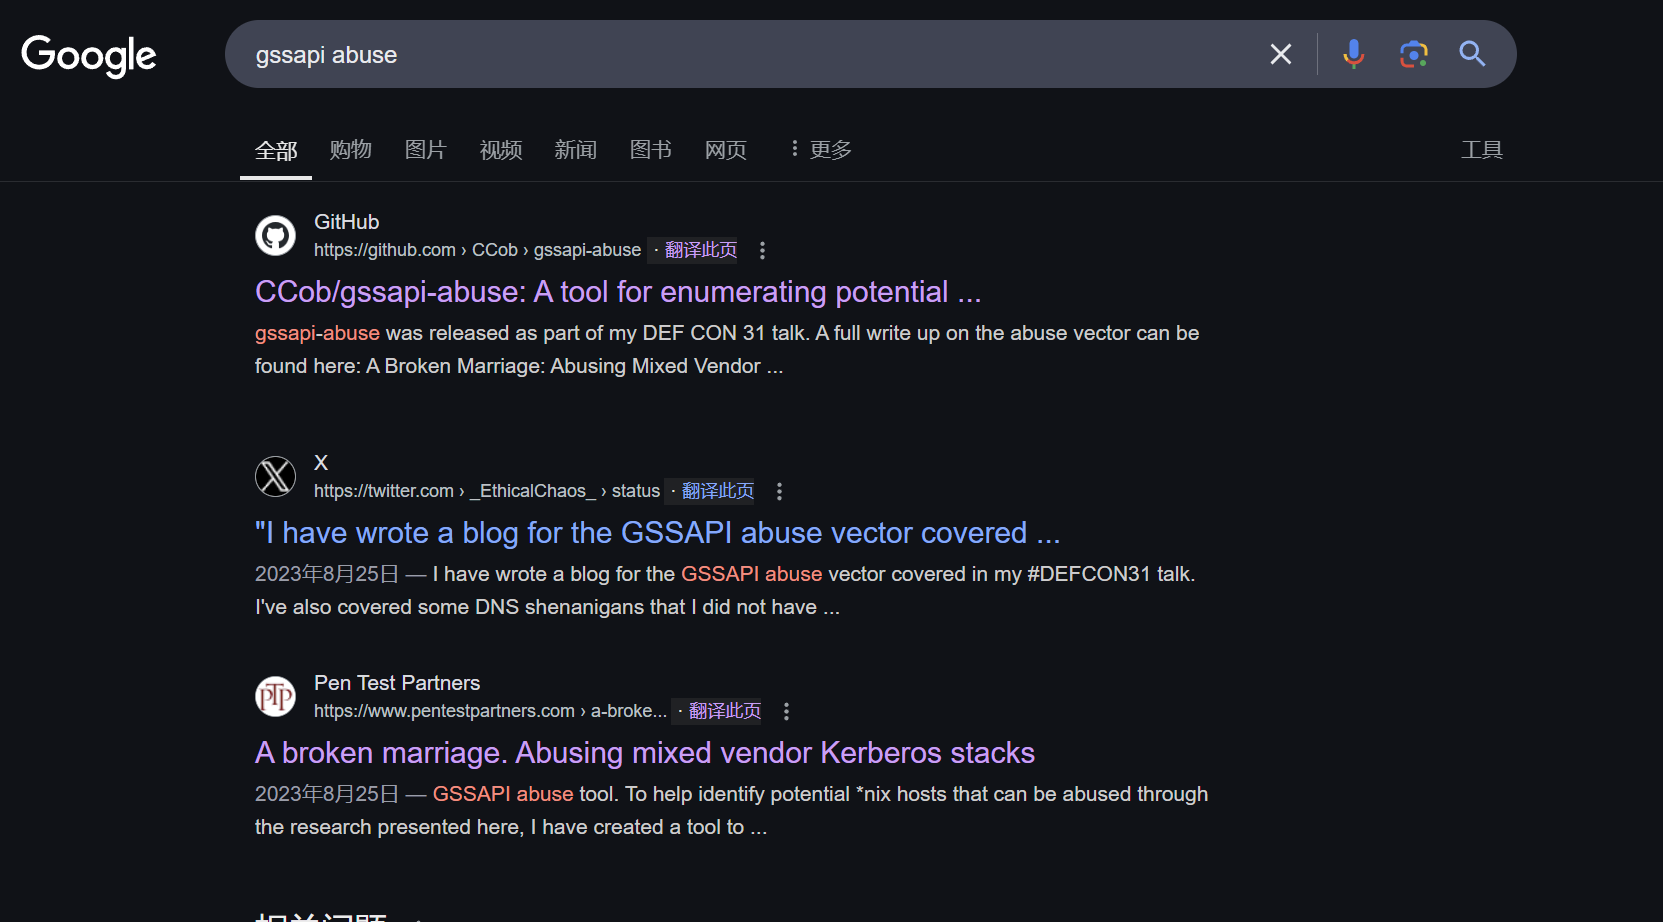 Google
gssapi abuse
全部 购物 图片 视频 新闻 图书 网页 更多 工具
GitHub
https://github.com › CCob › gssapi-abuse · 翻译此页
CCob/gssapi-abuse: A tool for enumerating potential ...
gssapi-abuse was released as part of my DEF CON 31 talk. A full write up on the abuse vector can be
found here: A Broken Marriage: Abusing Mixed Vendor ...
X
https://twitter.com › _EthicalChaos_ › status · 翻译此页
"I have wrote a blog for the GSSAPI abuse vector covered ...
2023年8月25日 — I have wrote a blog for the GSSAPI abuse vector covered in my #DEFCON31 talk.
I've also covered some DNS shenanigans that I did not have ...
Pen Test Partners
PTP
https://www.pentestpartners.com › a-broke... · 翻译此页
A broken marriage. Abusing mixed vendor Kerberos stacks
2023年8月25日 — GSSAPI abuse tool. To help identify potential *nix hosts that can be abused through
the research presented here, I have created a tool to ...
相关问题